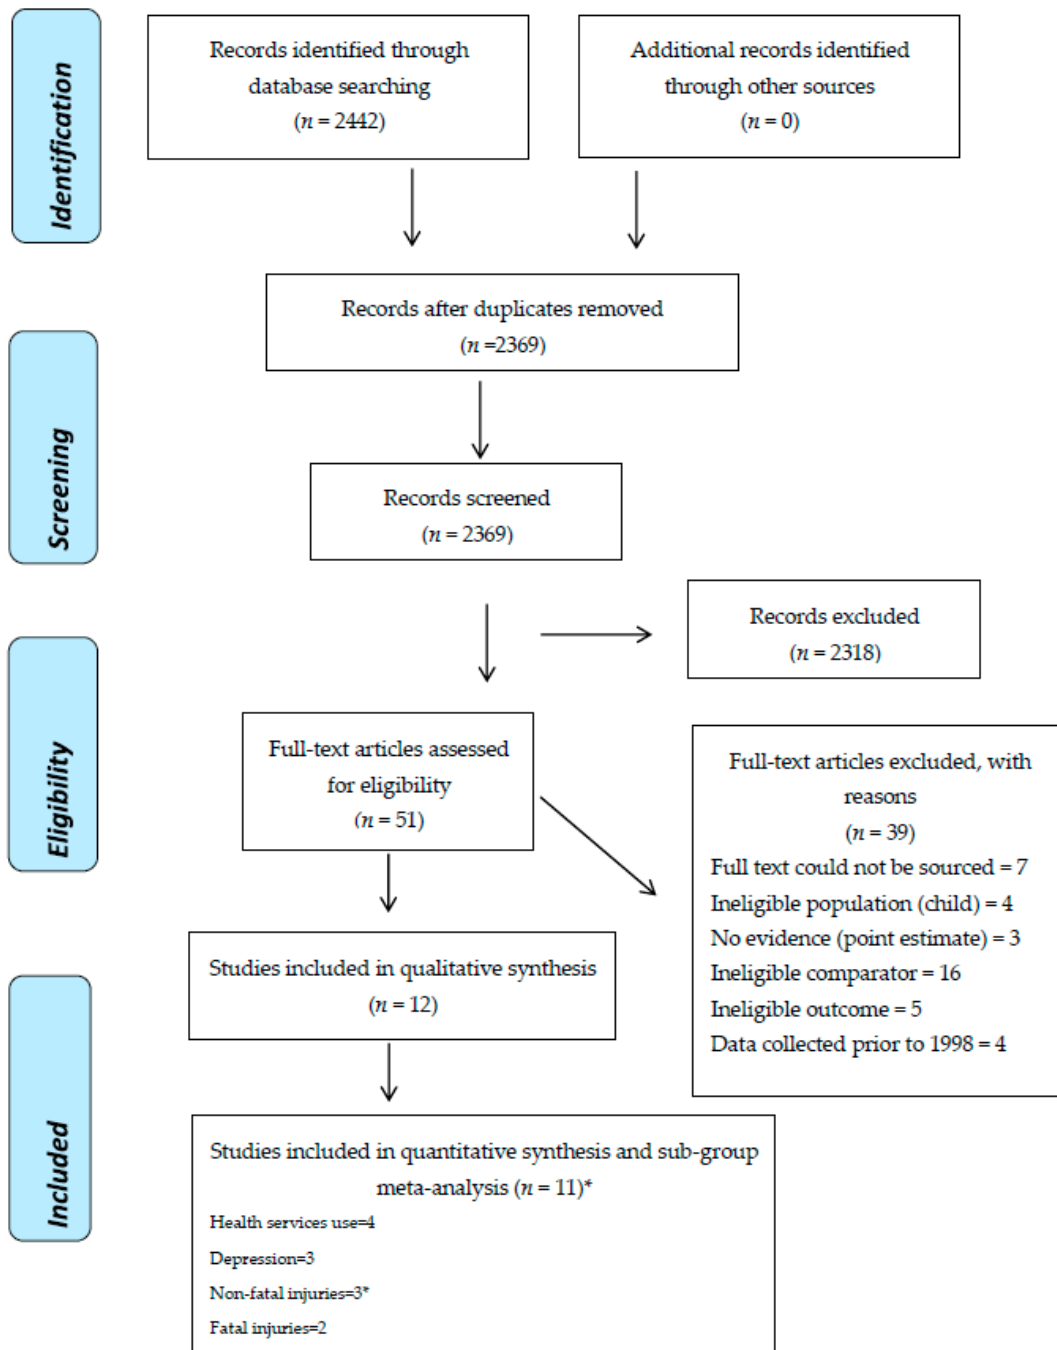 Identification
Records identified through
database searching
(n = 2442)
Additional records identified
through other sources
(n = 0)
Records after duplicates removed
(n =2369)
Screening
Records screened
(n = 2369)
Records excluded
(n = 2318)
Eligibility
Full-text articles assessed
for eligibility
(n = 51)
Full-text articles excluded, with
reasons
(n = 39)
Full text could not be sourced = 7
Ineligible population (child) = 4
No evidence (point estimate) = 3
Ineligible comparator = 16
Ineligible outcome = 5
Data collected prior to 1998 = 4
Studies included in qualitative synthesis
(n = 12)
Included
Studies included in quantitative synthesis and sub-group
meta-analysis (n = 11)*
Health services use=4
Depression=3
Non-fatal injuries=3*
Fatal injuries=2